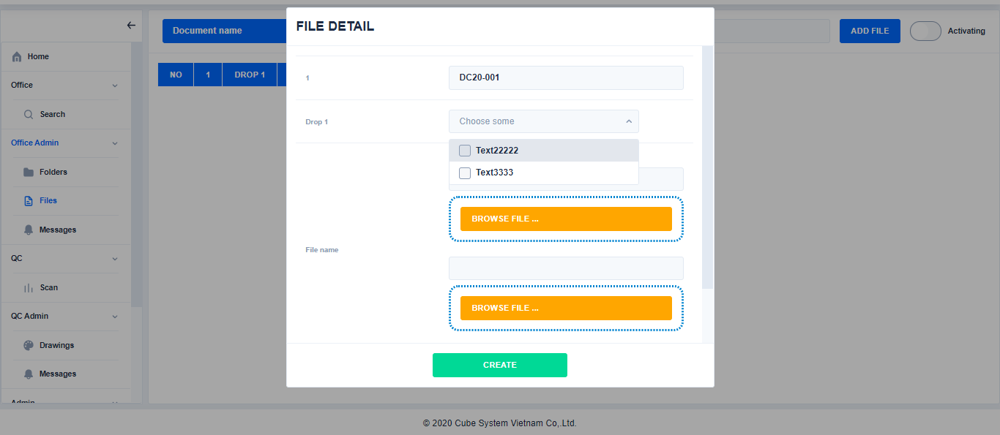 FILE DETAIL
Document name
ADD FILE
Activating
Home
Office
Search
Office Admin
Folders
Files
Messages
QC
Scan
QC Admin
Drawings
Messages
Admin
NO
1
DROP 1
1
DC20-001
Drop 1
Choose some
Text22222
Text3333
BROWSE FILE ...
File name
BROWSE FILE ...
CREATE
© 2020 Cube System Vietnam Co,.Ltd.